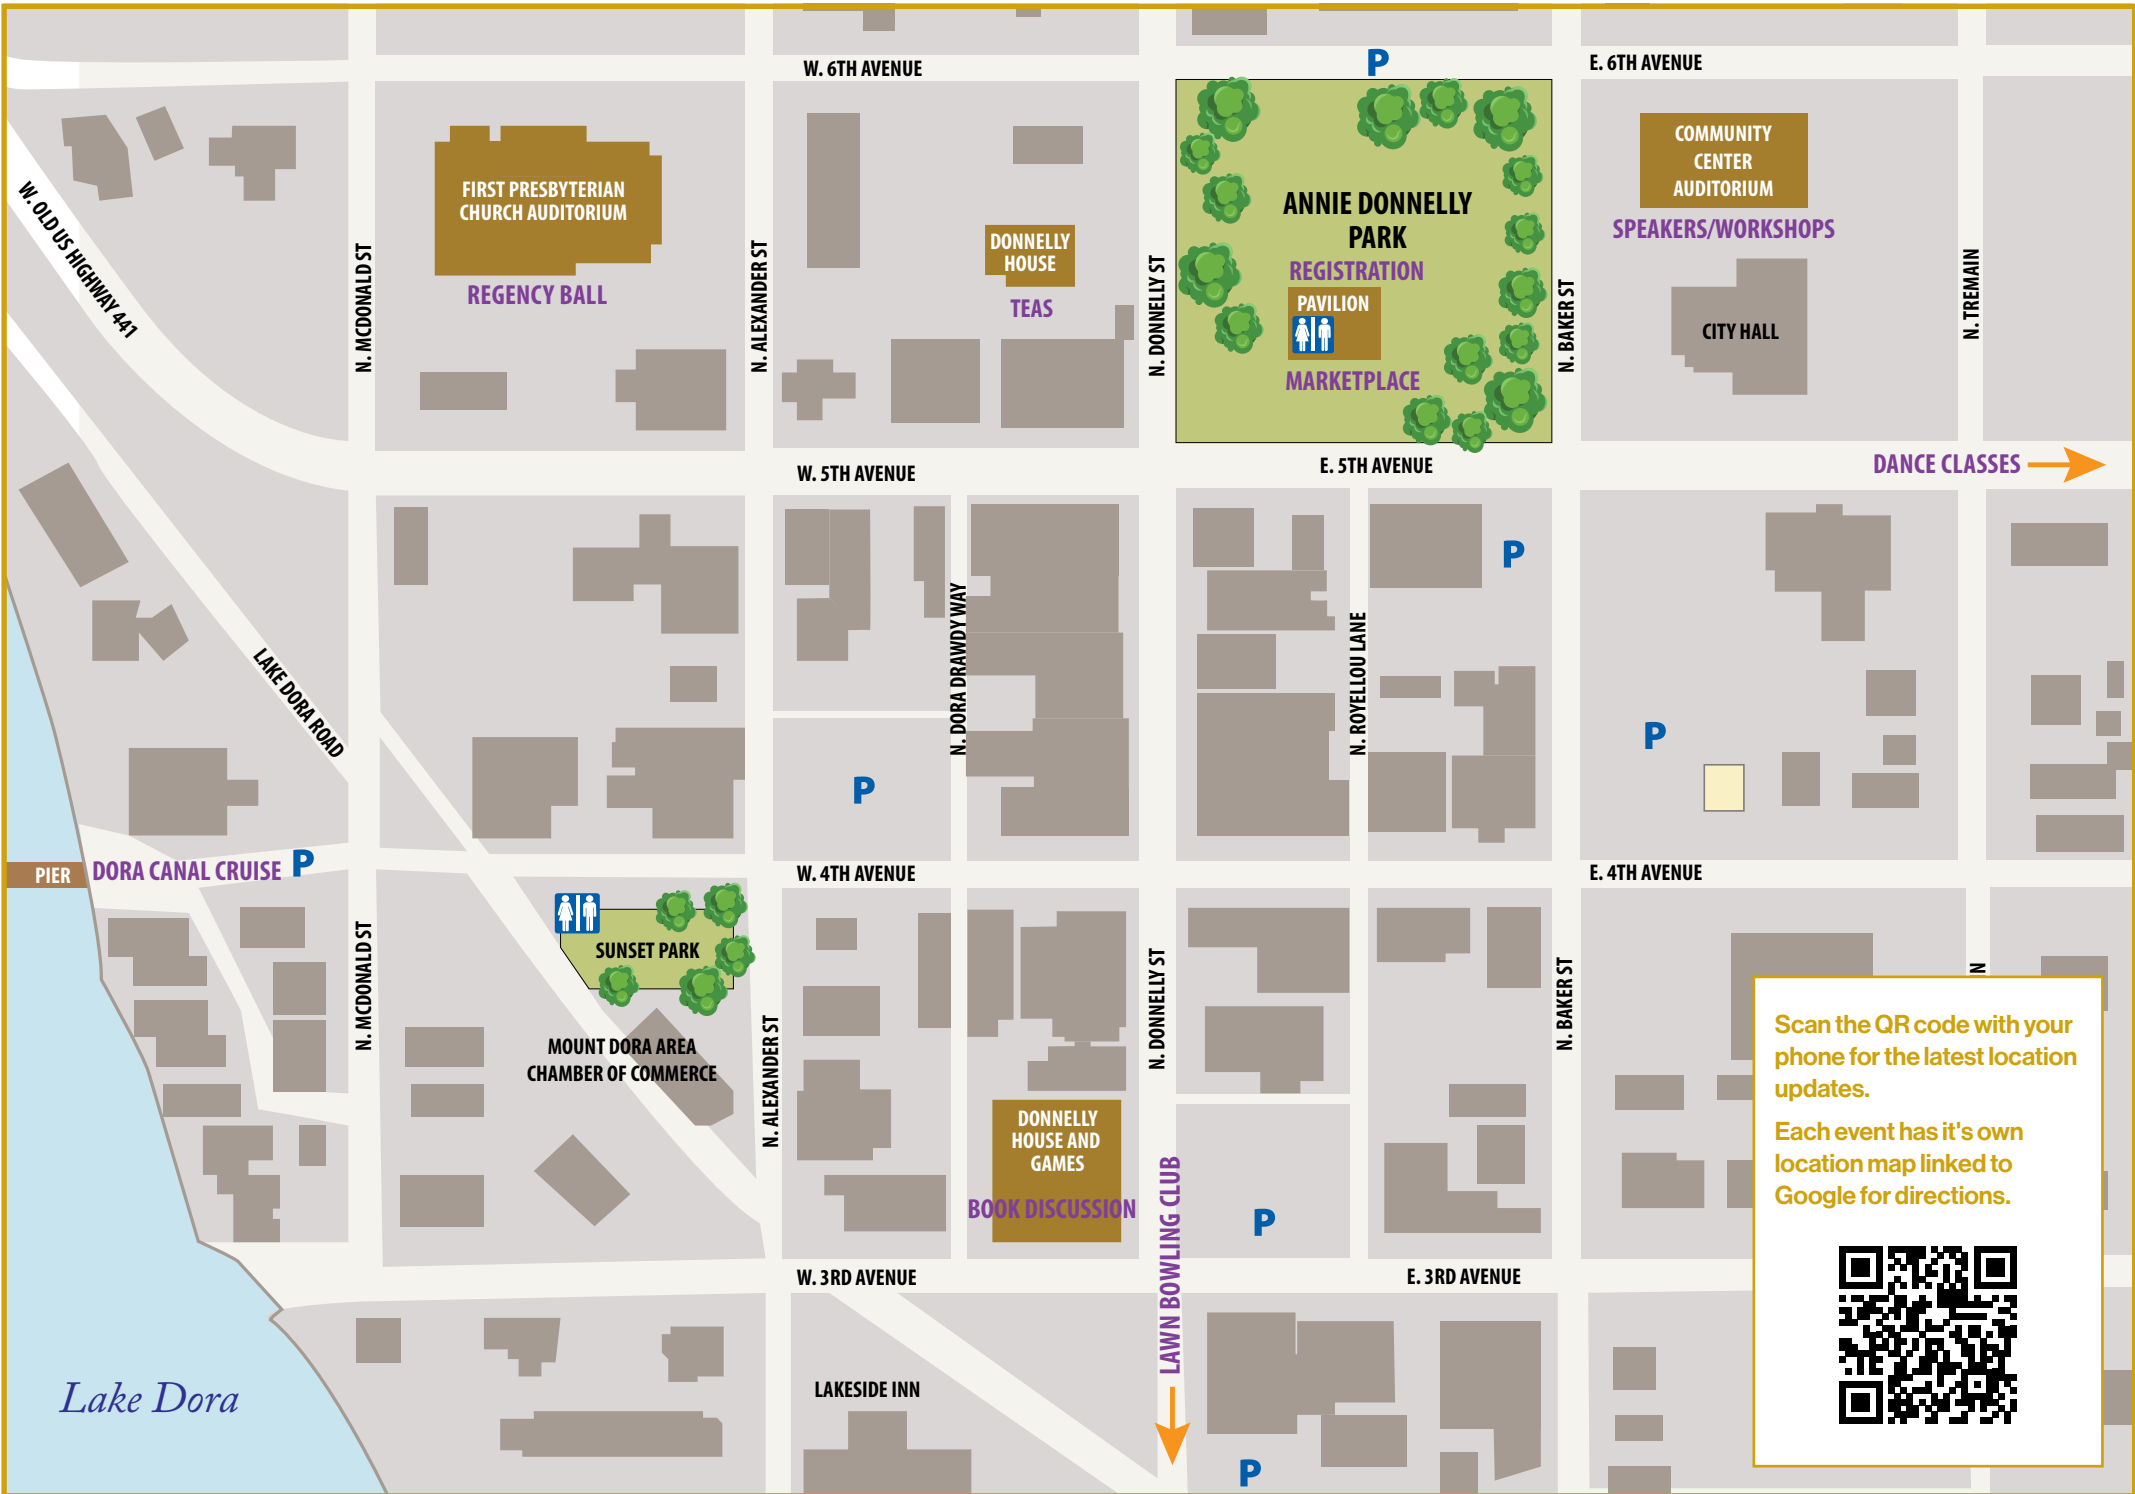 W. 6TH AVENUE
P
E. 6TH AVENUE
FIRST PRESBYTERIAN
CHURCH AUDITORIUM
REGENCY BALL
DONNELLY
HOUSE
TEAS
ANNIE DONNELLY
PARK
REGISTRATION
PAVILION
MARKETPLACE
COMMUNITY
CENTER
AUDITORIUM
SPEAKERS/WORKSHOPS
CITY HALL
W. OLD US HIGHWAY 441
N. MCDONALD ST
N. ALEXANDER ST
N. DONNELLY ST
N. BAKER ST
N. TREMAIN
W. 5TH AVENUE
E. 5TH AVENUE
DANCE CLASSES
P
LAKE DORA ROAD
N. DORA DRAWDY WAY
N. ROYELLOU LANE
P
P
PIER
DORA CANAL CRUISE
P
W. 4TH AVENUE
E. 4TH AVENUE
SUNSET PARK
N. MCDONALD ST
MOUNT DORA AREA
CHAMBER OF COMMERCE
N. ALEXANDER ST
N. DONNELLY ST
N. BAKER ST
N
DONNELLY
HOUSE AND
GAMES
BOOK DISCUSSION
LAWN BOWLING CLUB
P
W. 3RD AVENUE
E. 3RD AVENUE
LAKESIDE INN
P
Lake Dora
Scan the QR code with your
phone for the latest location
updates.
Each event has it's own
location map linked to
Google for directions.